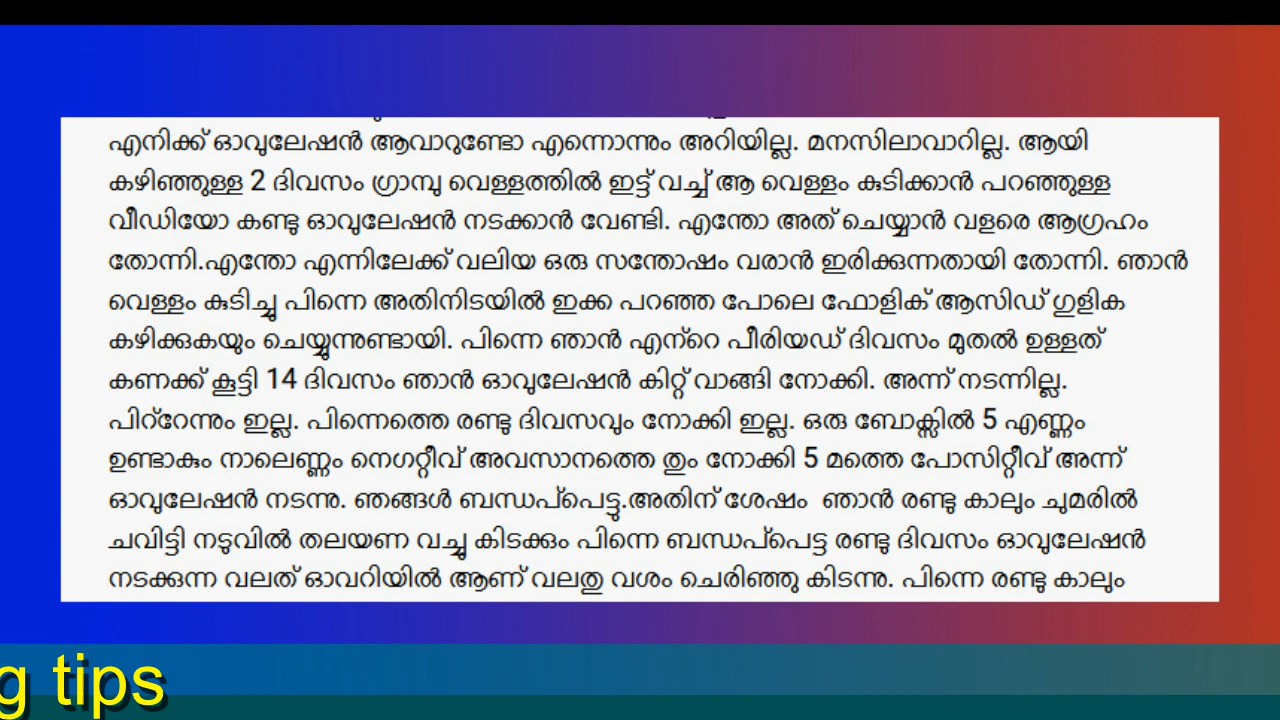 എനിക്ക് ഓവുലേഷൻ ആവാറുണ്ടോ എന്നൊന്നും അറിയില്ല. മനസിലാവാറില്ല. ആയി
കഴിഞ്ഞുള്ള 2 ദിവസം ഗ്രാമ്പു വെള്ളത്തിൽ ഇട്ട് വച്ച് ആ വെള്ളം കുടിക്കാൻ പറഞ്ഞുള്ള
വീഡിയോ കണ്ടു ഓവുലേഷൻ നടക്കാൻ വേണ്ടി. എന്തോ അത് ചെയ്യാൻ വളരെ ആഗ്രഹം
തോന്നി.എന്തോ എന്നിലേക്ക് വലിയ ഒരു സന്തോഷം വരാൻ ഇരിക്കുന്നതായി തോന്നി. ഞാൻ
വെള്ളം കുടിച്ചു പിന്നെ അതിനിടയിൽ ഇക്ക പറഞ്ഞ പോലെ ഫോളിക് ആസിഡ് ഗുളിക
കഴിക്കുകയും ചെയ്യുന്നുണ്ടായി. പിന്നെ ഞാൻ എന്റെ പീരിയഡ് ദിവസം മുതൽ ഉള്ളത്
കണക്ക് കൂട്ടി 14 ദിവസം ഞാൻ ഓവുലേഷൻ കിറ്റ് വാങ്ങി നോക്കി. അന്ന് നടന്നില്ല.
പിറ്റേന്നും ഇല്ല. പിന്നെത്തെ രണ്ടു ദിവസവും നോക്കി ഇല്ല. ഒരു ബോക്സിൽ 5 എണ്ണം
ഉണ്ടാകും നാലെണ്ണം നെഗറ്റീവ് അവസാനത്തെ തും നോക്കി 5 മത്തെ പോസിറ്റീവ് അന്ന്
ഓവുലേഷൻ നടന്നു. ഞങ്ങൾ ബന്ധപ്പെട്ടു.അതിന് ശേഷം ഞാൻ രണ്ടു കാലും ചുമരിൽ
ചവിട്ടി നടുവിൽ തലയണ വച്ചു കിടക്കും പിന്നെ ബന്ധപ്പെട്ട രണ്ടു ദിവസം ഓവുലേഷൻ
നടക്കുന്ന വലത് ഓവറിയിൽ ആണ് വലതു വശം ചെരിഞ്ഞു കിടന്നു. പിന്നെ രണ്ടു കാലും
g tips